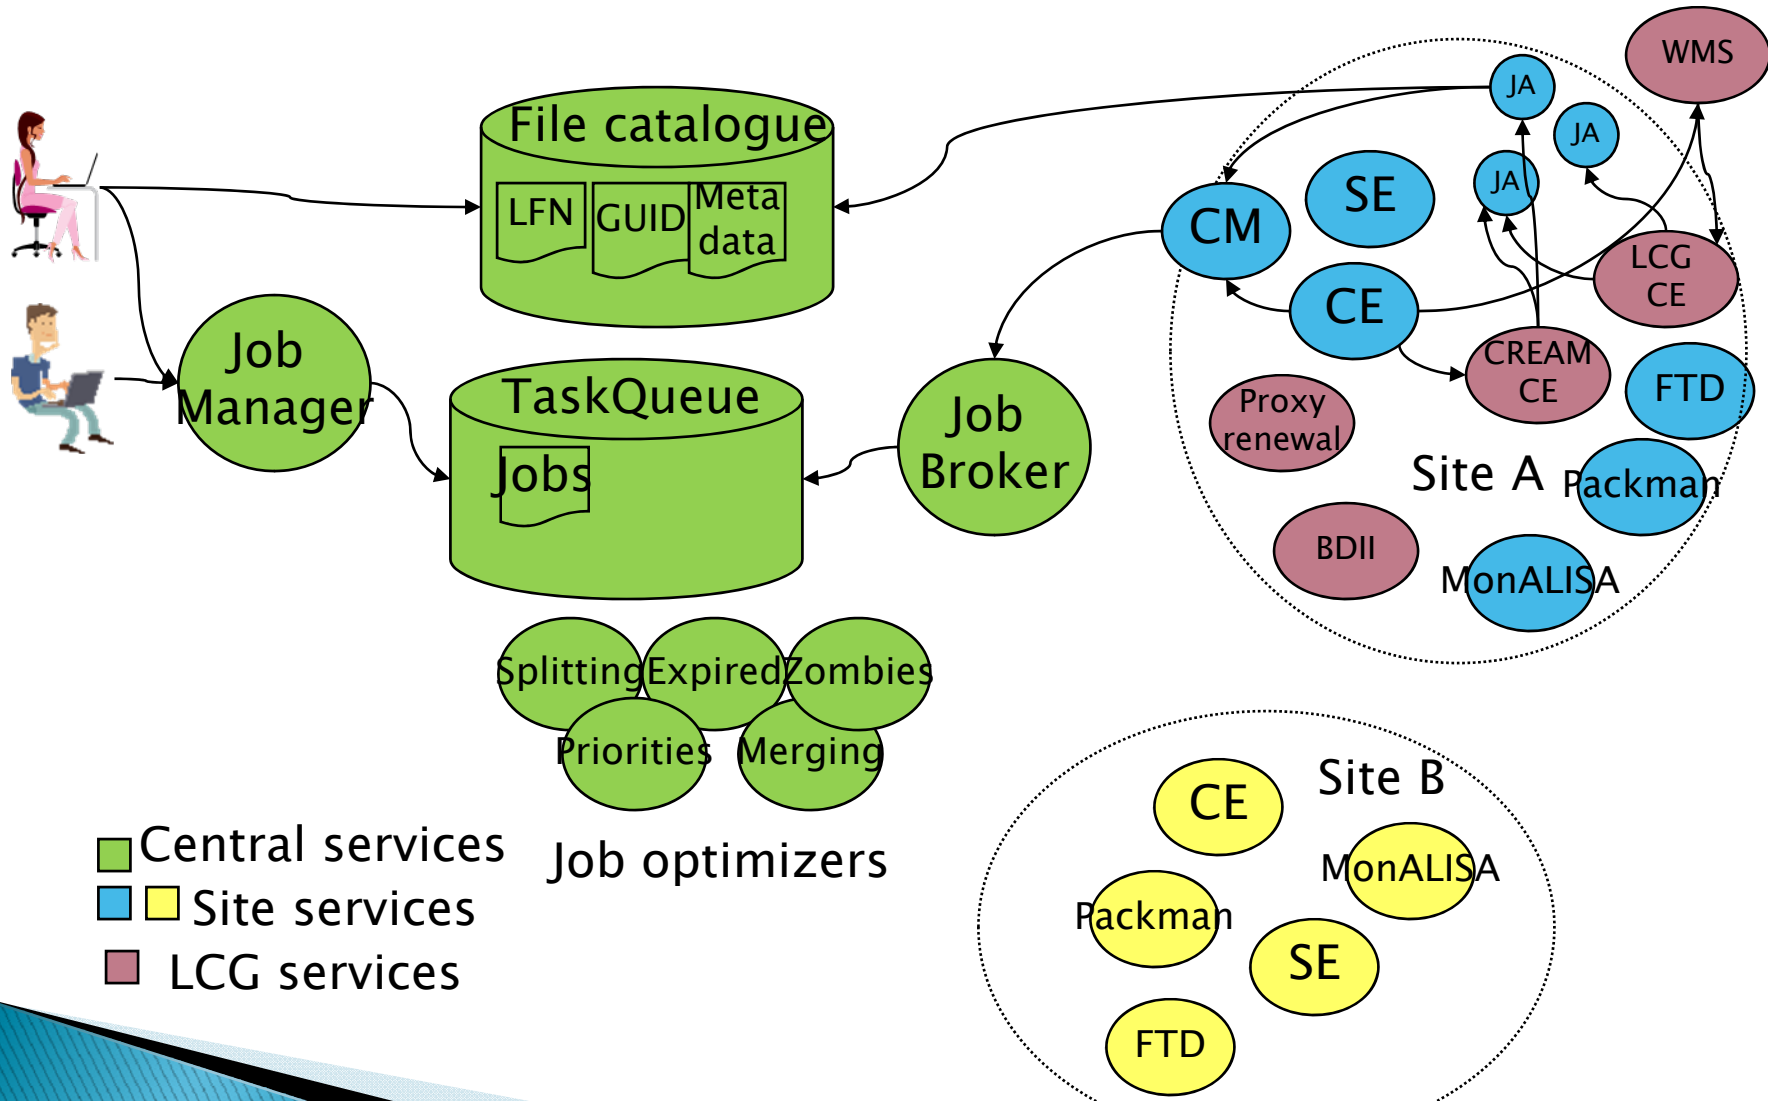 File catalogue
LFN
GUID
Meta
data
Job
Manager
TaskQueue
Jobs
Job
Broker
Splitting
Expired
Zombies
Priorities
Merging
Job optimizers
WMS
JA
JA
JA
SE
CM
CE
LCG
CE
CREAM
CE
FTD
Proxy
renewal
Site A
Packman
BDII
MonALISA
Site B
CE
MonALISA
Packman
SE
FTD
Central services
Site services
LCG services